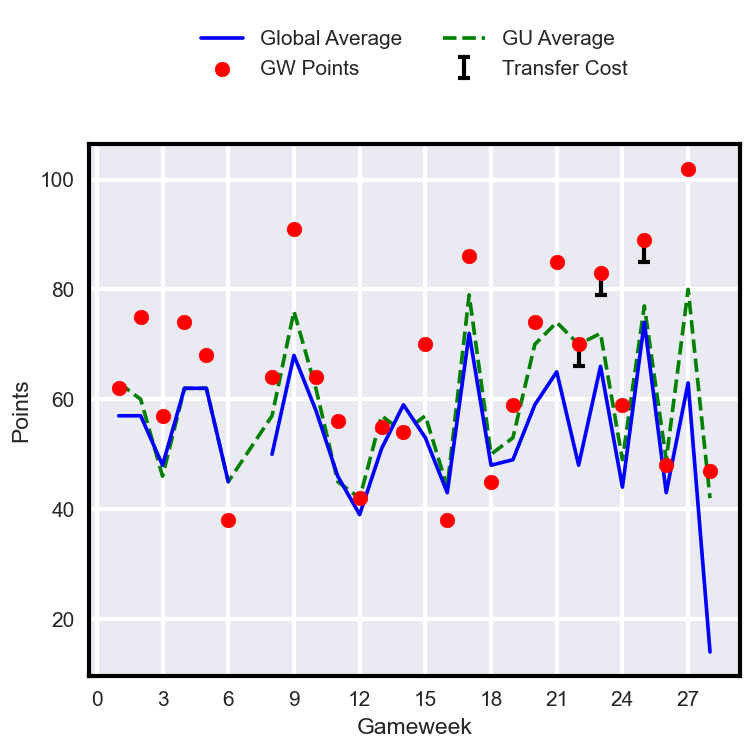 Global Average GU Average
GW Points Transfer Cost
100
80
60
40
20
Points
0 3 6 9 12 15 18 21 24 27
Gameweek